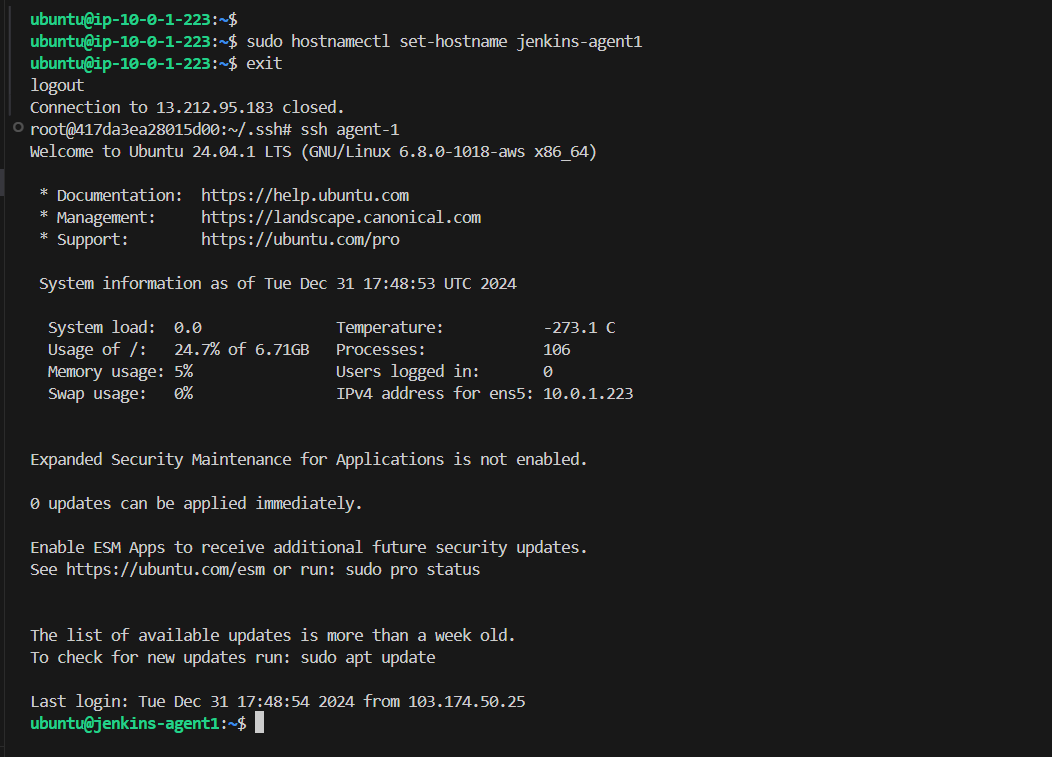 ubuntu@ip-10-0-1-223:~$
ubuntu@ip-10-0-1-223:~$ sudo hostnamectl set-hostname jenkins-agent1
ubuntu@ip-10-0-1-223:~$ exit
logout
Connection to 13.212.95.183 closed.
root@417da3ea28015d00:~/.ssh# ssh agent-1
Welcome to Ubuntu 24.04.1 LTS (GNU/Linux 6.8.0-1018-aws x86_64)
* Documentation:  https://help.ubuntu.com
* Management:     https://landscape.canonical.com
* Support:        https://ubuntu.com/pro
System information as of Tue Dec 31 17:48:53 UTC 2024
System load:  0.0               Temperature:           -273.1 C
Usage of /:   24.7% of 6.71GB   Processes:             106
Memory usage: 5%                Users logged in:       0
Swap usage:   0%                IPv4 address for ens5: 10.0.1.223
Expanded Security Maintenance for Applications is not enabled.
0 updates can be applied immediately.
Enable ESM Apps to receive additional future security updates.
See https://ubuntu.com/esm or run: sudo pro status
The list of available updates is more than a week old.
To check for new updates run: sudo apt update
Last login: Tue Dec 31 17:48:54 2024 from 103.174.50.25
ubuntu@jenkins-agent1:~$